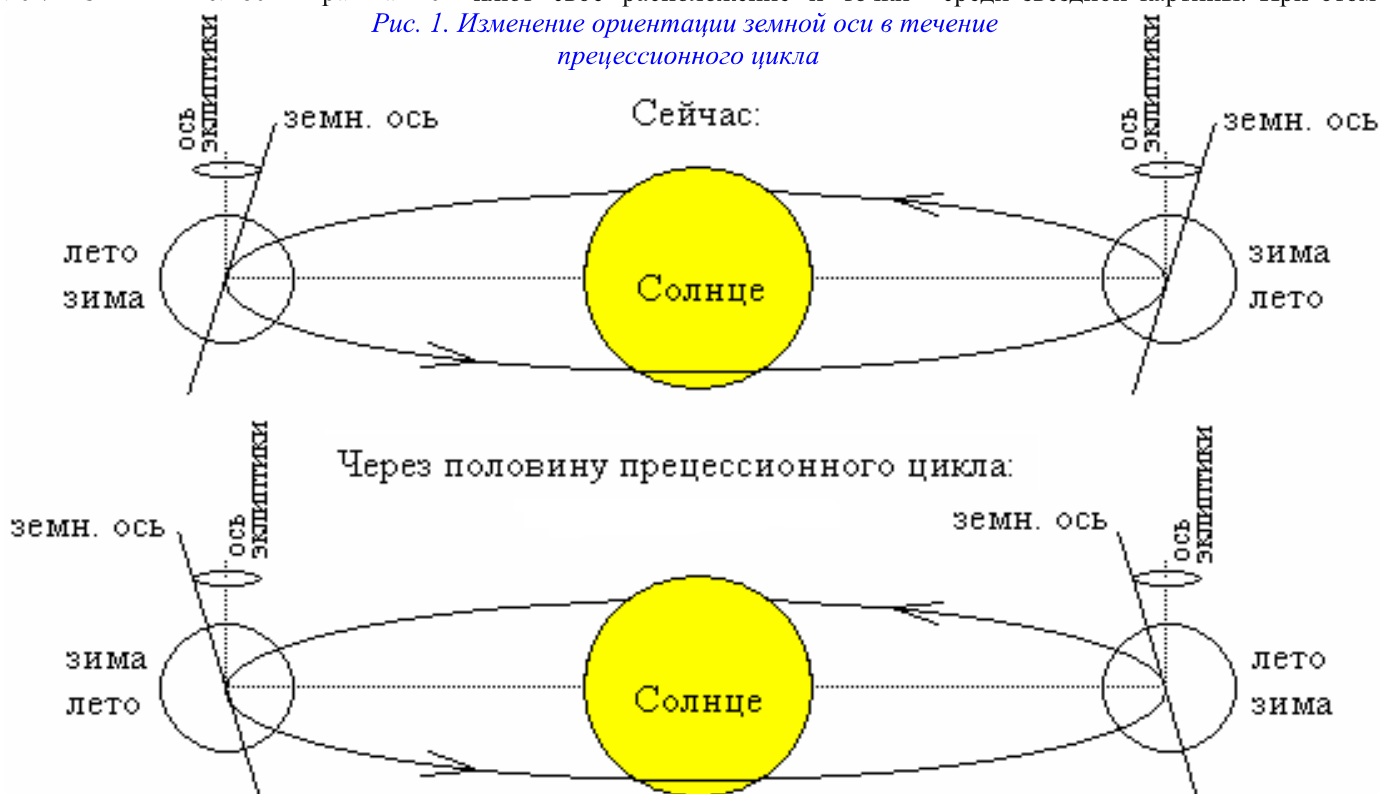 Рис. 1. Изменение ориентации земной оси в течение
прецессионного цикла
Сейчас:
ось
эклиптики
земн. ось
ось
эклиптики
земн. ось
лето
зима
Солнце
зима
лето
Через половину прецессионного цикла:
земн. ось
ось
эклиптики
земн. ось
ось
эклиптики
зима
лето
Солнце
лето
зима